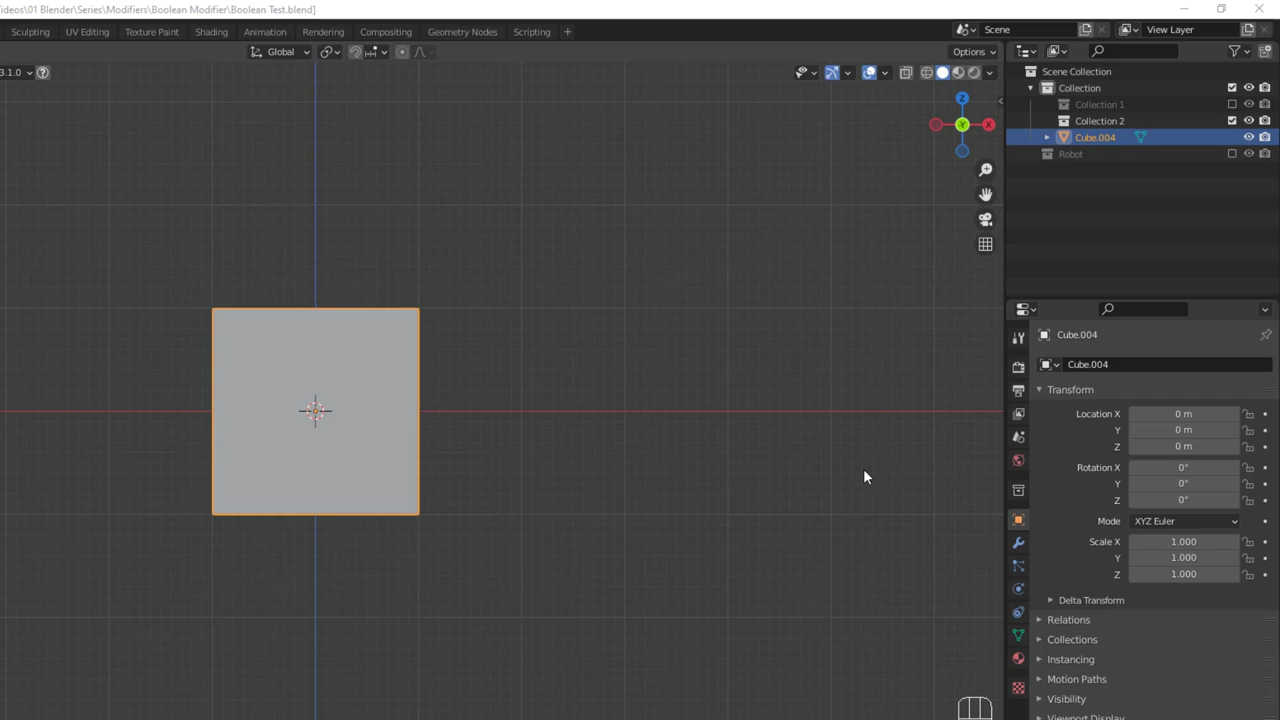 ideos\01 Blender\Series\Modifiers\Boolean Modifier\Boolean Test.blend]
Sculpting UV Editing Texture Paint Shading Animation Rendering Compositing Geometry Nodes Scripting +
Scene
View Layer
Global
Options
3.1.0
Scene Collection
Collection
Collection 1
Collection 2
Cube.004
Robot
Z
Y
X
Cube.004
Cube.004
Transform
Location X 0 m
Y 0 m
Z 0 m
Rotation X 0°
Y 0°
Z 0°
Mode XYZ Euler
Scale X 1.000
Y 1.000
Z 1.000
Delta Transform
Relations
Collections
Instancing
Motion Paths
Visibility
Viewport Display